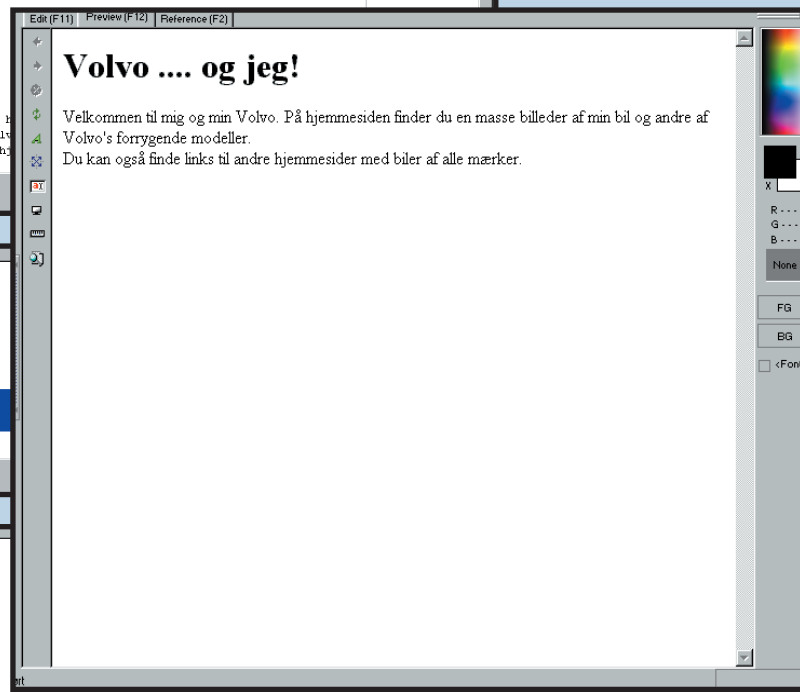 Edit (F11) Preview (F12) Reference (F2)
Volvo .... og jeg!
Velkommen til mig og min Volvo. På hjemmesiden finder du en masse billeder af min bil og andre af
Volvo's forrygende modeller.
Du kan også finde links til andre hjemmesider med biler af alle mærker.
X
R - - -
G - - -
B - - -
None
FG
BG